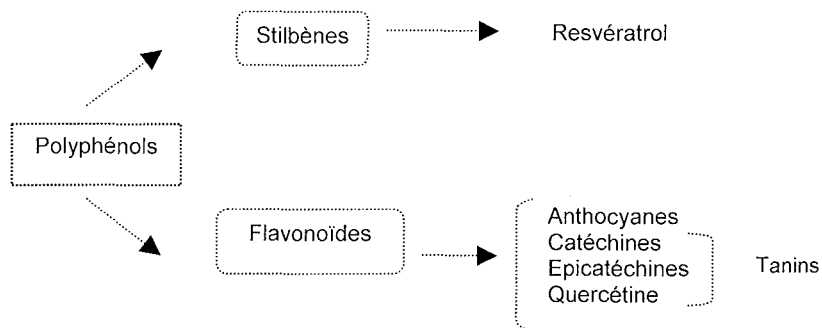 Stilbènes
Resvératrol
Polyphénols
Flavonoïdes
Anthocyanes
Catéchines
Epicatéchines
Quercétine
Tanins